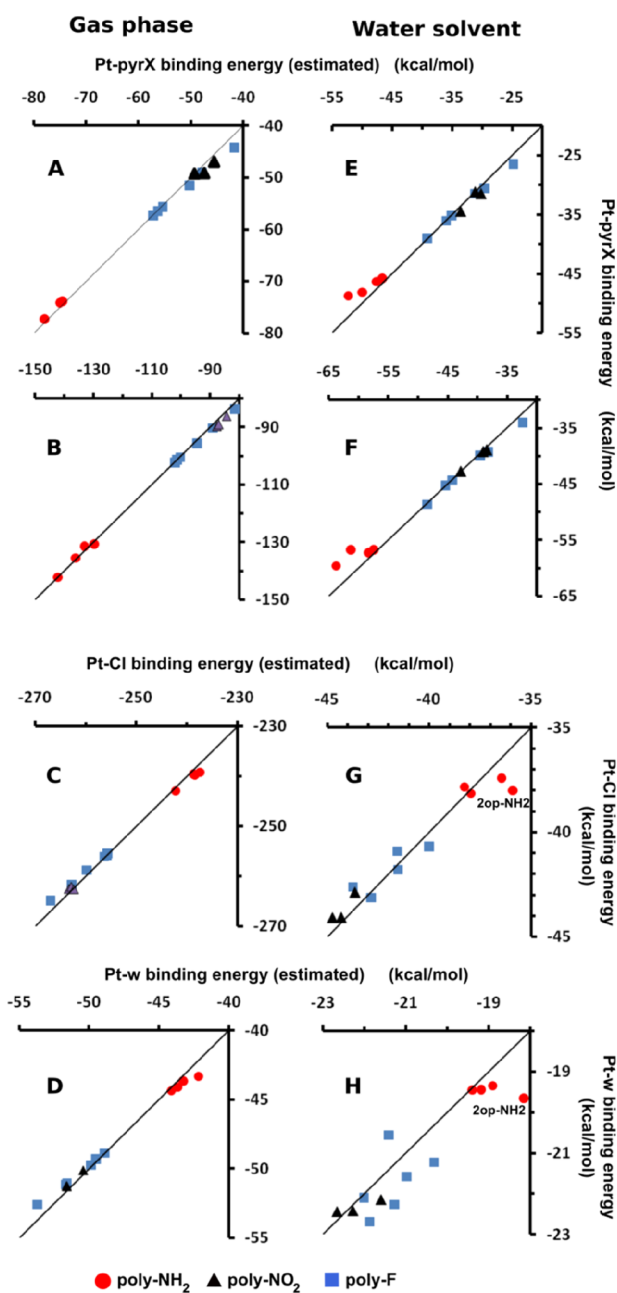 Gas phase Water solvent
Pt-pyrX binding energy (estimated) (kcal/mol)
-80 -70 -60 -50 -40 -55 -45 -35 -25
-40
A
-50
-60
-70
-80
E
-25
-35
-45
-55
Pt-pyrX binding energy (kcal/mol)
-150 -130 -110 -90 -65 -55 -45 -35
B
-90
-110
-130
-150
F
-35
-45
-55
-65
Pt-Cl binding energy (estimated) (kcal/mol)
-270 -250 -230 -45 -40 -35
-230
C
-250
-270
-35
G
2op-NH2
-40
-45
Pt-Cl binding energy
(kcal/mol)
Pt-w binding energy (estimated) (kcal/mol)
-55 -50 -45 -40 -23 -21 -19
-40
D
-45
-50
-55
H
-19
2op-NH2
-21
-23
Pt-w binding energy
(kcal/mol)
poly-NH₂ poly-NO₂ poly-F